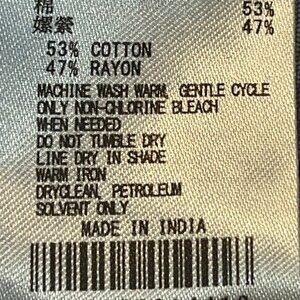 棉 53%
嫘縈 47%
53% COTTON
47% RAYON
MACHINE WASH WARM, GENTLE CYCLE
ONLY NON-CHLORINE BLEACH
WHEN NEEDED
DO NOT TUMBLE DRY
LINE DRY IN SHADE
WARM IRON
DRYCLEAN, PETROLEUM
SOLVENT ONLY
MADE IN INDIA